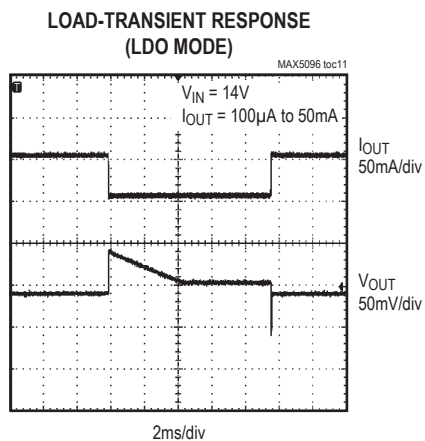 LOAD-TRANSIENT RESPONSE
(LDO MODE)
MAX5096 toc11
T
VIN = 14V
IOUT = 100µA to 50mA
IOUT
50mA/div
VOUT
50mV/div
2ms/div